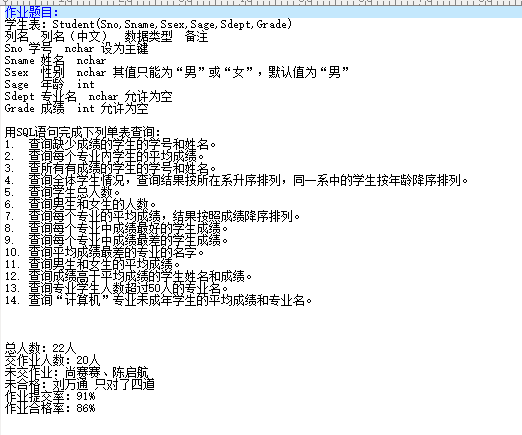 作业题目：
学生表：Student(Sno,Sname,Ssex,Sage,Sdept,Grade)
列名 列名（中文） 数据类型 备注
Sno 学号 nchar 设为主键
Sname 姓名 nchar
Ssex 性别 nchar 其值只能为“男”或“女”，默认值为“男”
Sage 年龄 int
Sdept 专业名 nchar 允许为空
Grade 成绩 int 允许为空
用SQL语句完成下列单表查询：
1. 查询缺少成绩的学生的学号和姓名。
2. 查询每个专业内学生的平均成绩。
3. 查所有有成绩的学生的学号和姓名。
4. 查询全体学生情况，查询结果按所在系升序排列，同一系中的学生按年龄降序排列。
5. 查询学生总人数。
6. 查询男生和女生的人数。
7. 查询每个专业的平均成绩，结果按照成绩降序排列。
8. 查询每个专业中成绩最好的学生成绩。
9. 查询每个专业中成绩最差的学生成绩。
10. 查询平均成绩最差的专业的名字。
11. 查询男生和女生的平均成绩。
12. 查询成绩高于平均成绩的学生姓名和成绩。
13. 查询专业学生人数超过50人的专业名。
14. 查询“计算机”专业未成年学生的平均成绩和专业名。
总人数：22人
交作业人数：20人
未交作业：尚赛赛、陈启航
未合格：刘万通 只对了四道
作业提交率：91%
作业合格率：86%